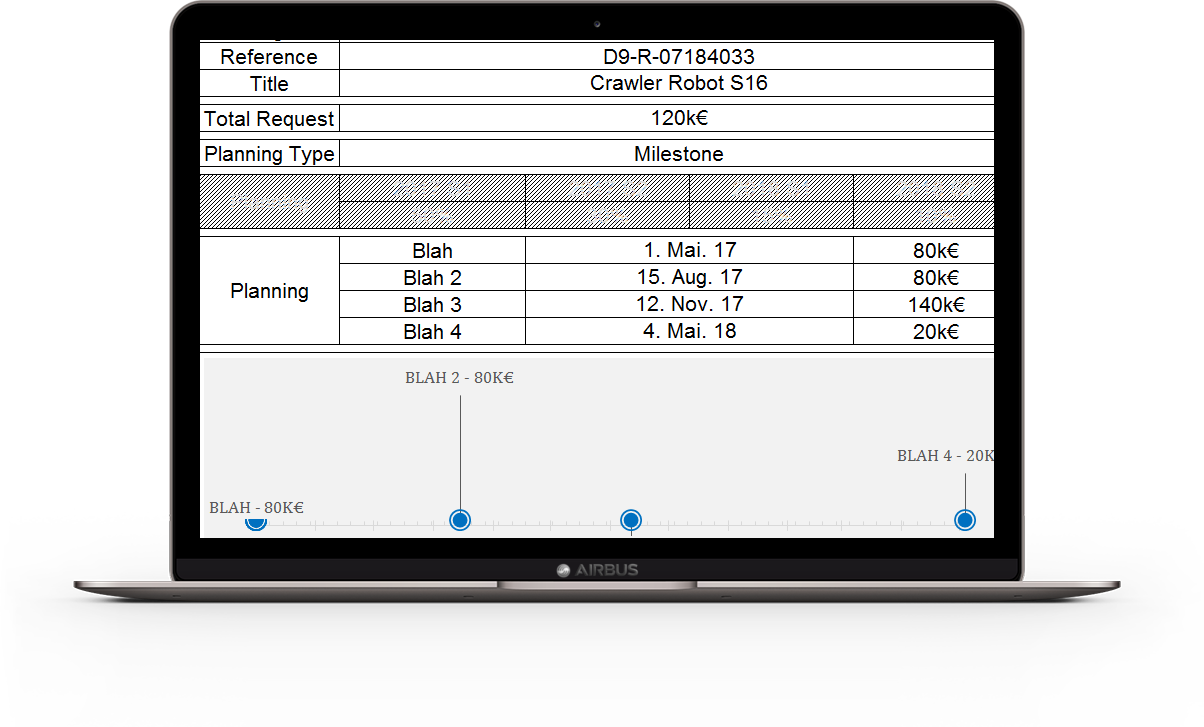 Reference D9-R-07184033
Title Crawler Robot S16
Total Request 120k€
Planning Type Milestone
Planning
Blah 1. Mai. 17 80k€
Blah 2 15. Aug. 17 80k€
Blah 3 12. Nov. 17 140k€
Blah 4 4. Mai. 18 20k€
BLAH 2 - 80K€
BLAH 4 - 20K
BLAH - 80K€
AIRBUS